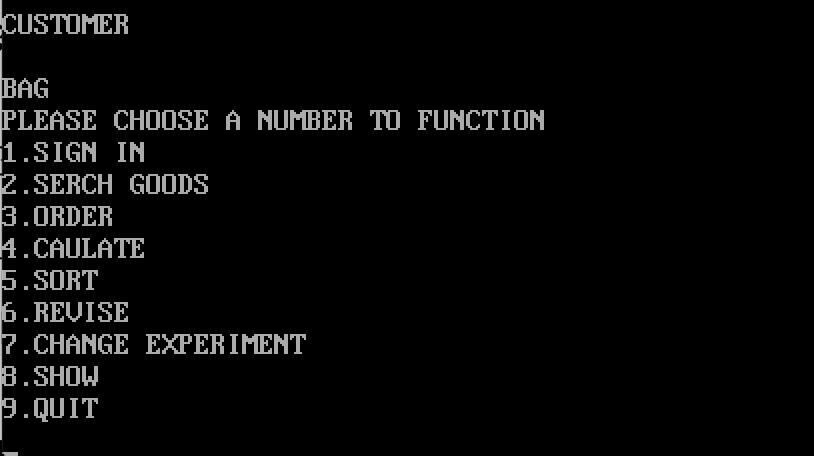 CUSTOMER
BAG
PLEASE CHOOSE A NUMBER TO FUNCTION
1.SIGN IN
2.SERCH GOODS
3.ORDER
4.CAULATE
5.SORT
6.REVISE
7.CHANGE EXPERIMENT
8.SHOW
9.QUIT